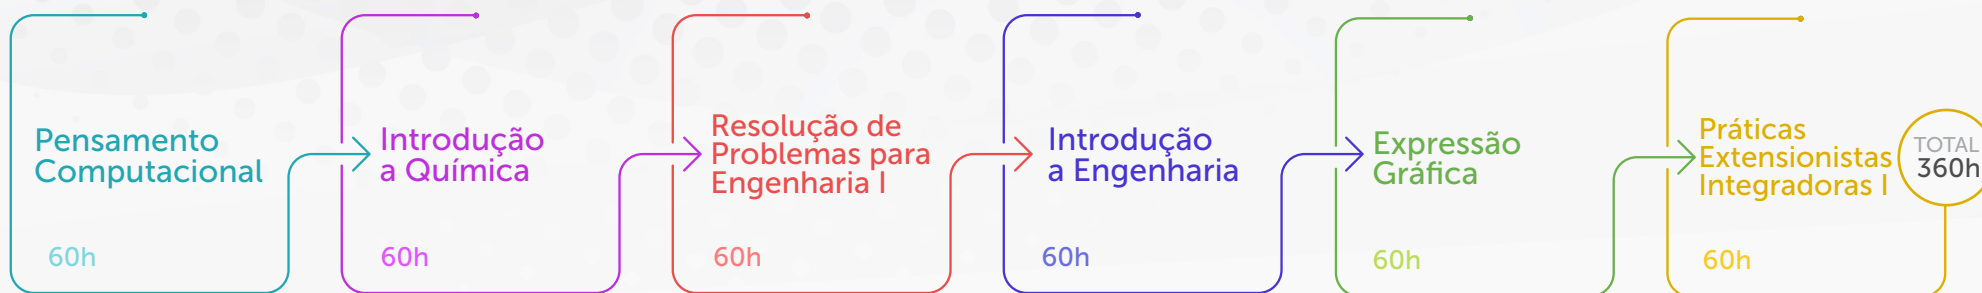 Pensamento
Computacional
60h
Introdução
a Química
60h
Resolução de
Problemas para
Engenharia I
60h
Introdução
a Engenharia
60h
Expressão
Gráfica
60h
Práticas
Extensionistas
Integradoras I
60h
TOTAL
360h